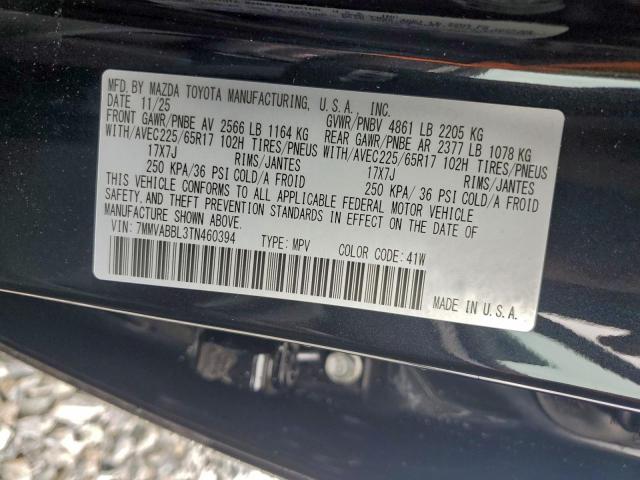 MFD. BY MAZDA TOYOTA MANUFACTURING, U.S.A., INC.
DATE 11/25 GVWR/PNBV 4861 LB 2205 KG
FRONT GAWR/PNBE AV 2566 LB 1164 KG REAR GAWR/PNBE AR 2377 LB 1078 KG
WITH/AVEC225/65R17 102H TIRES/PNEUS WITH/AVEC225/65R17 102H TIRES/PNEUS
17X7J RIMS/JANTES 17X7J RIMS/JANTES
250 KPA/36 PSI COLD/A FROID 250 KPA/ 36 PSI COLD/A FROID
THIS VEHICLE CONFORMS TO ALL APPLICABLE FEDERAL MOTOR VEHICLE
SAFETY, AND THEFT PREVENTION STANDARDS IN EFFECT ON THE DATE OF
MANUFACTURE SHOWN ABOVE.
VIN: 7MMVABBL3TN460394 TYPE: MPV COLOR CODE: 41W
MADE IN U.S.A.